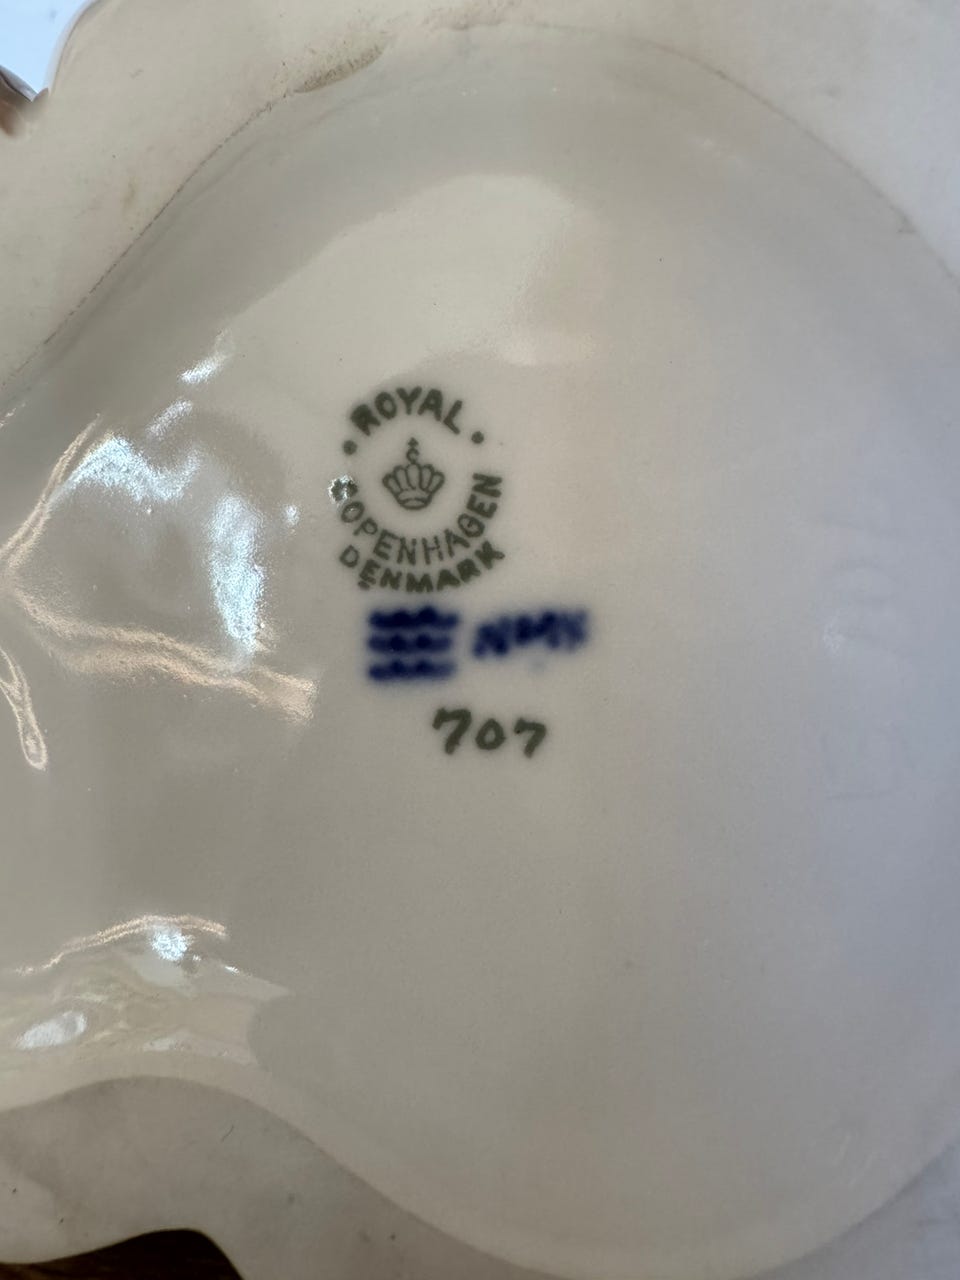 ROYAL
COPENHAGEN
DENMARK
707